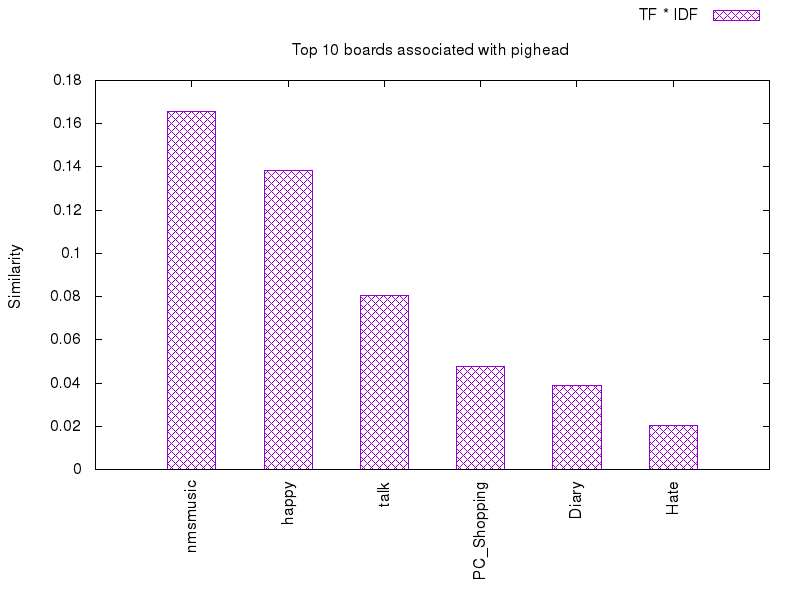 TF * IDF
Top 10 boards associated with pighead
0.18
0.16
0.14
0.12
0.1
0.08
0.06
0.04
0.02
0
Similarity
nmsmusic
happy
talk
PC_Shopping
Diary
Hate